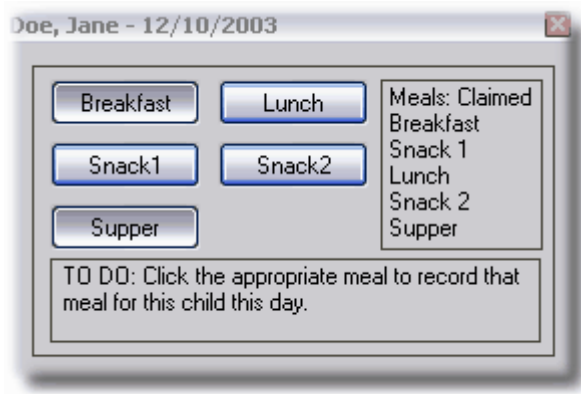 Doe, Jane - 12/10/2003
Breakfast
Lunch
Snack1
Snack2
Supper
Meals: Claimed
Breakfast
Snack 1
Lunch
Snack 2
Supper
TO DO: Click the appropriate meal to record that
meal for this child this day.